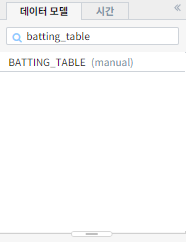 데이터 모델 시간
batting_table
BATTING_TABLE (manual)